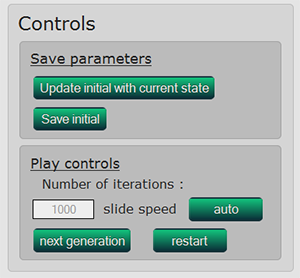 Controls
Save parameters
Update initial with current state
Save initial
Play controls
Number of iterations :
1000 slide speed auto
next generation restart